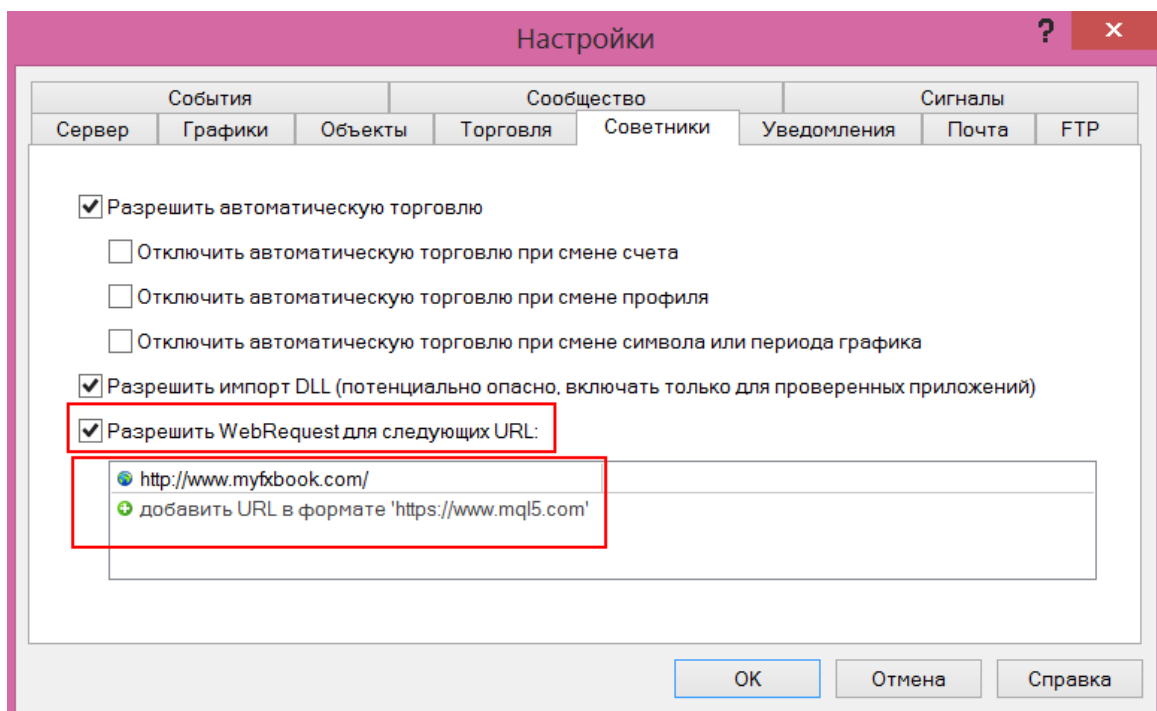 Настройки
?
×
События Сообщество Сигналы
Сервер Графики Объекты Торговля Советники Уведомления Почта FTP
Разрешить автоматическую торговлю
Отключить автоматическую торговлю при смене счета
Отключить автоматическую торговлю при смене профиля
Отключить автоматическую торговлю при смене символа или периода графика
Разрешить импорт DLL (потенциально опасно, включать только для проверенных приложений)
Разрешить WebRequest для следующих URL:
http://www.myfxbook.com/
добавить URL в формате 'https://www.mql5.com'
OK Отмена Справка